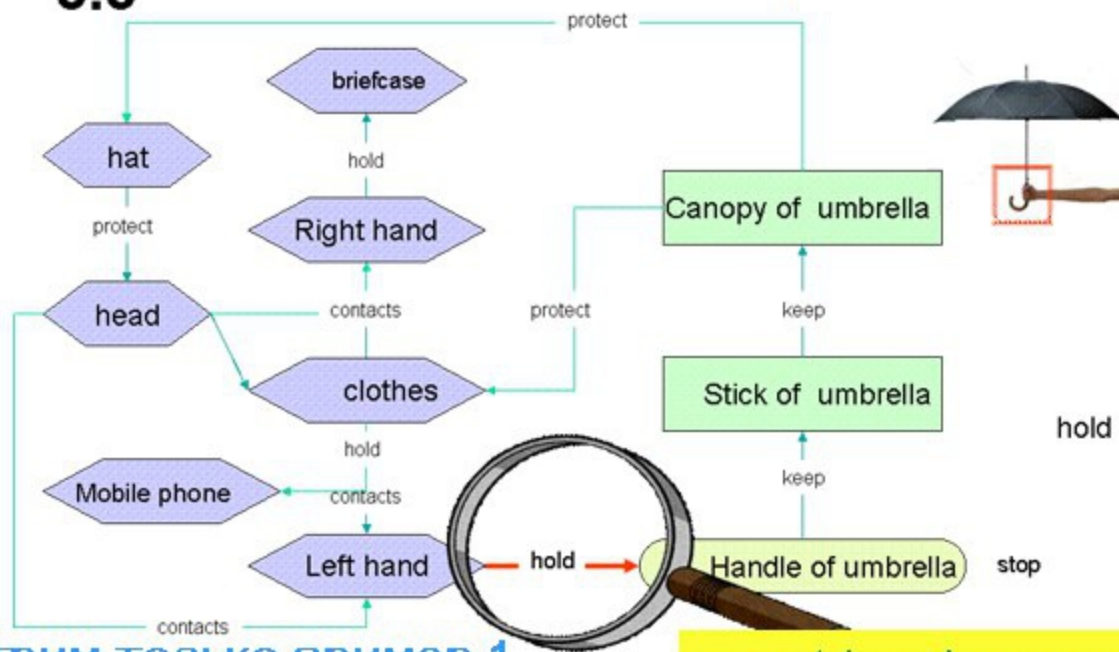 protect
briefcase
hat
hold
protect
Right hand
Canopy of umbrella
head
contacts
protect
keep
clothes
Stick of umbrella
hold
hold
Mobile phone
contacts
keep
Left hand
hold
Handle of umbrella
stop
contacts